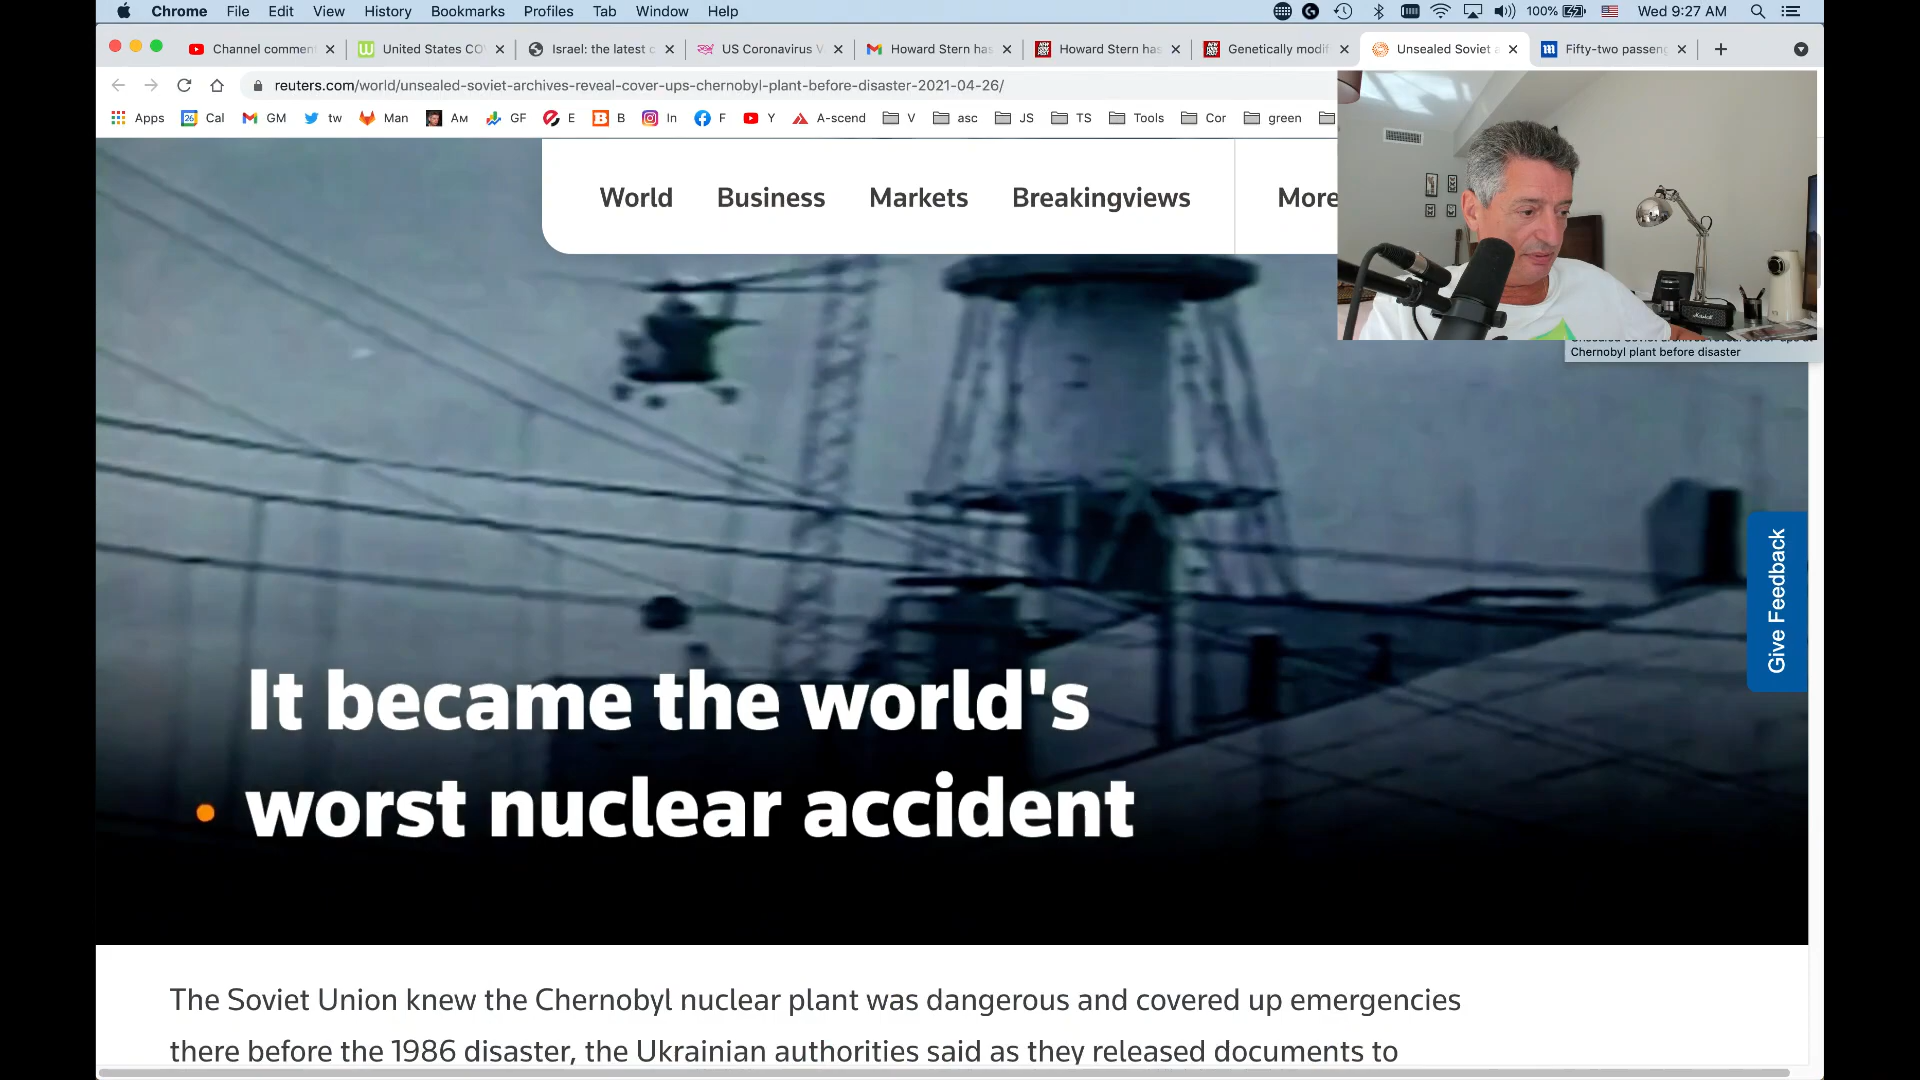 Chrome File Edit View History Bookmarks Profiles Tab Window Help 100% Wed 9:27 AM
Channel commen United States CO Israel: the latest c US Coronavirus V Howard Stern has Howard Stern has Genetically modif Unsealed Soviet a Fifty-two passeng
reuters.com/world/unsealed-soviet-archives-reveal-cover-ups-chernobyl-plant-before-disaster-2021-04-26/
Apps Cal GM tw Man Aм GF E B In F Y A-scend V asc JS TS Tools Cor green
World Business Markets Breakingviews More
Marshall
Chernobyl plant before disaster
Give Feedback
It became the world's
worst nuclear accident
The Soviet Union knew the Chernobyl nuclear plant was dangerous and covered up emergencies
there before the 1986 disaster, the Ukrainian authorities said as they released documents to